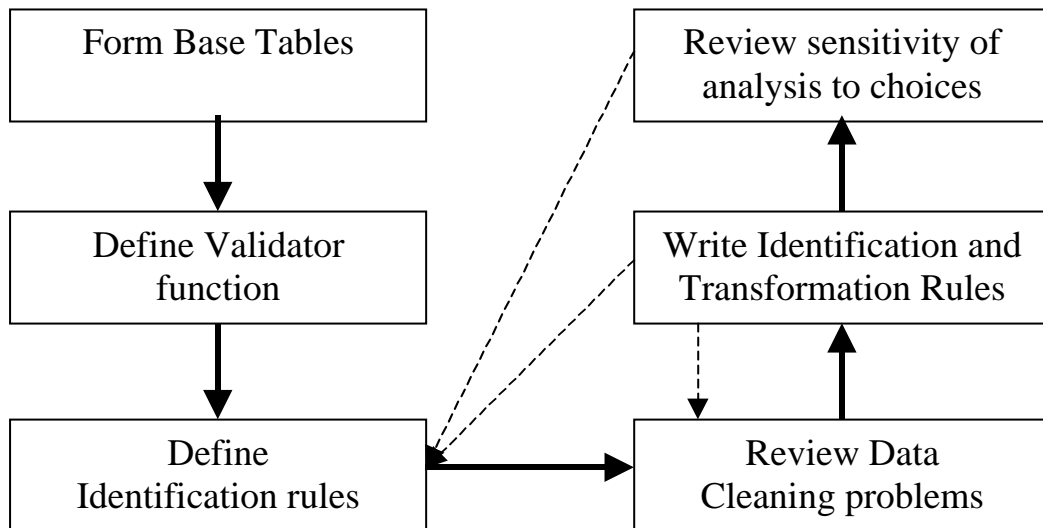 Form Base Tables
Define Validator
function
Define
Identification rules
Review Data
Cleaning problems
Write Identification and
Transformation Rules
Review sensitivity of
analysis to choices